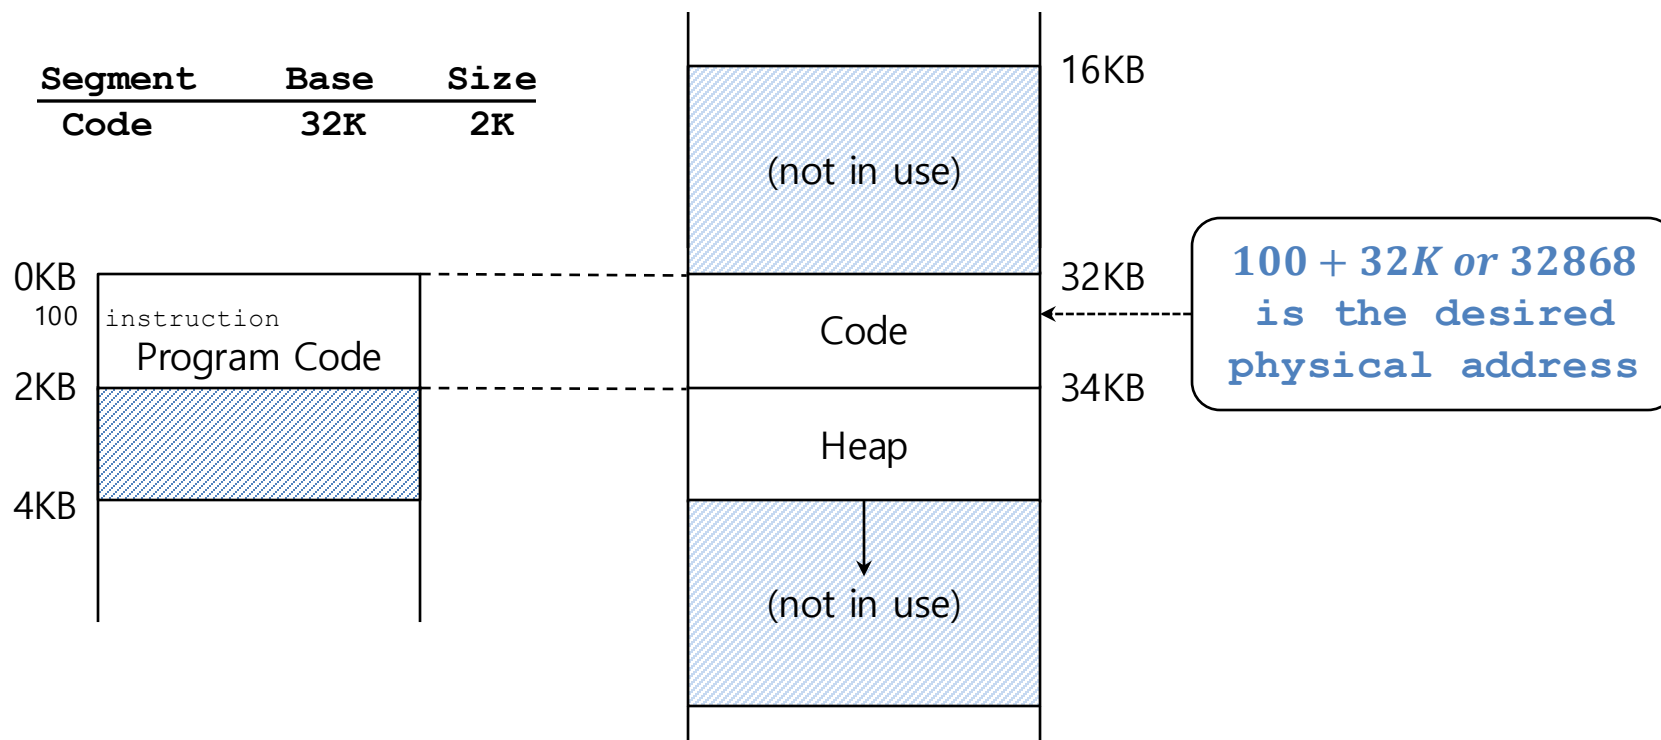 Segment Base Size
Code 32K 2K
0KB
100 instruction
Program Code
2KB
4KB
16KB
(not in use)
32KB
Code
34KB
Heap
(not in use)
100 + 32K or 32868
is the desired
physical address